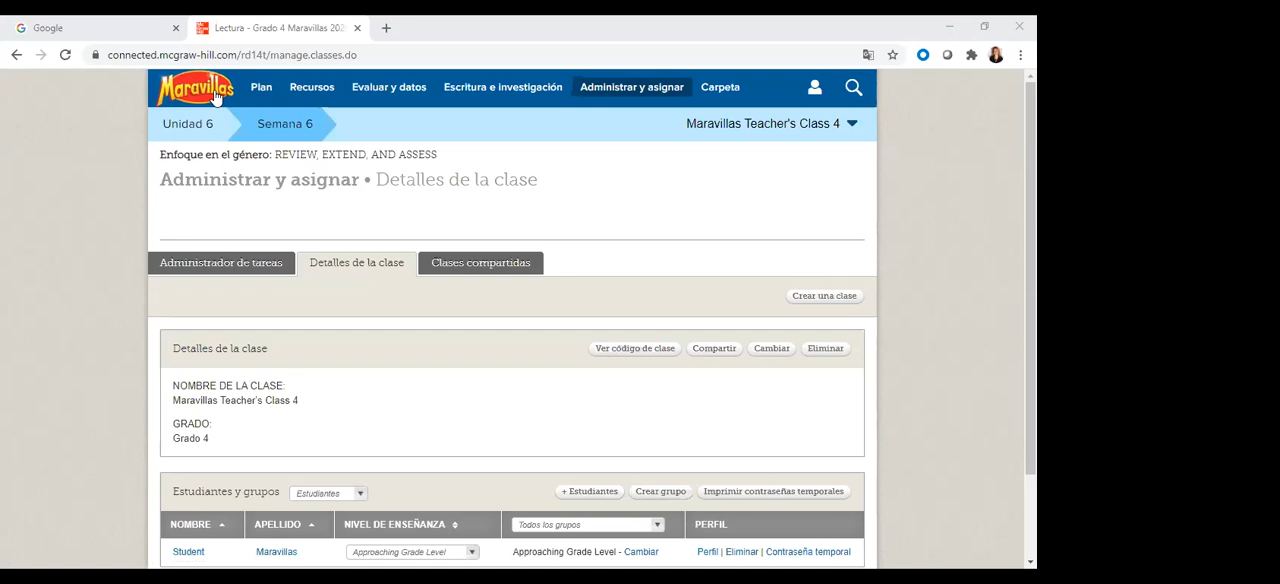 Google
Lectura - Grado 4 Maravillas 202
connected.mcgraw-hill.com/rd14t/manage.classes.do
Maravillas Plan Recursos Evaluar y datos Escritura e investigación Administrar y asignar Carpeta
Unidad 6 Semana 6 Maravillas Teacher's Class 4
Enfoque en el género: REVIEW, EXTEND, AND ASSESS
Administrar y asignar • Detalles de la clase
Administrador de tareas Detalles de la clase Clases compartidas
Crear una clase
Detalles de la clase Ver código de clase Compartir Cambiar Eliminar
NOMBRE DE LA CLASE:
Maravillas Teacher's Class 4
GRADO:
Grado 4
Estudiantes y grupos Estudiantes + Estudiantes Crear grupo Imprimir contraseñas temporales
NOMBRE APELLIDO NIVEL DE ENSEÑANZA Todos los grupos PERFIL
Student Maravillas Approaching Grade Level Approaching Grade Level - Cambiar Perfil | Eliminar | Contraseña temporal